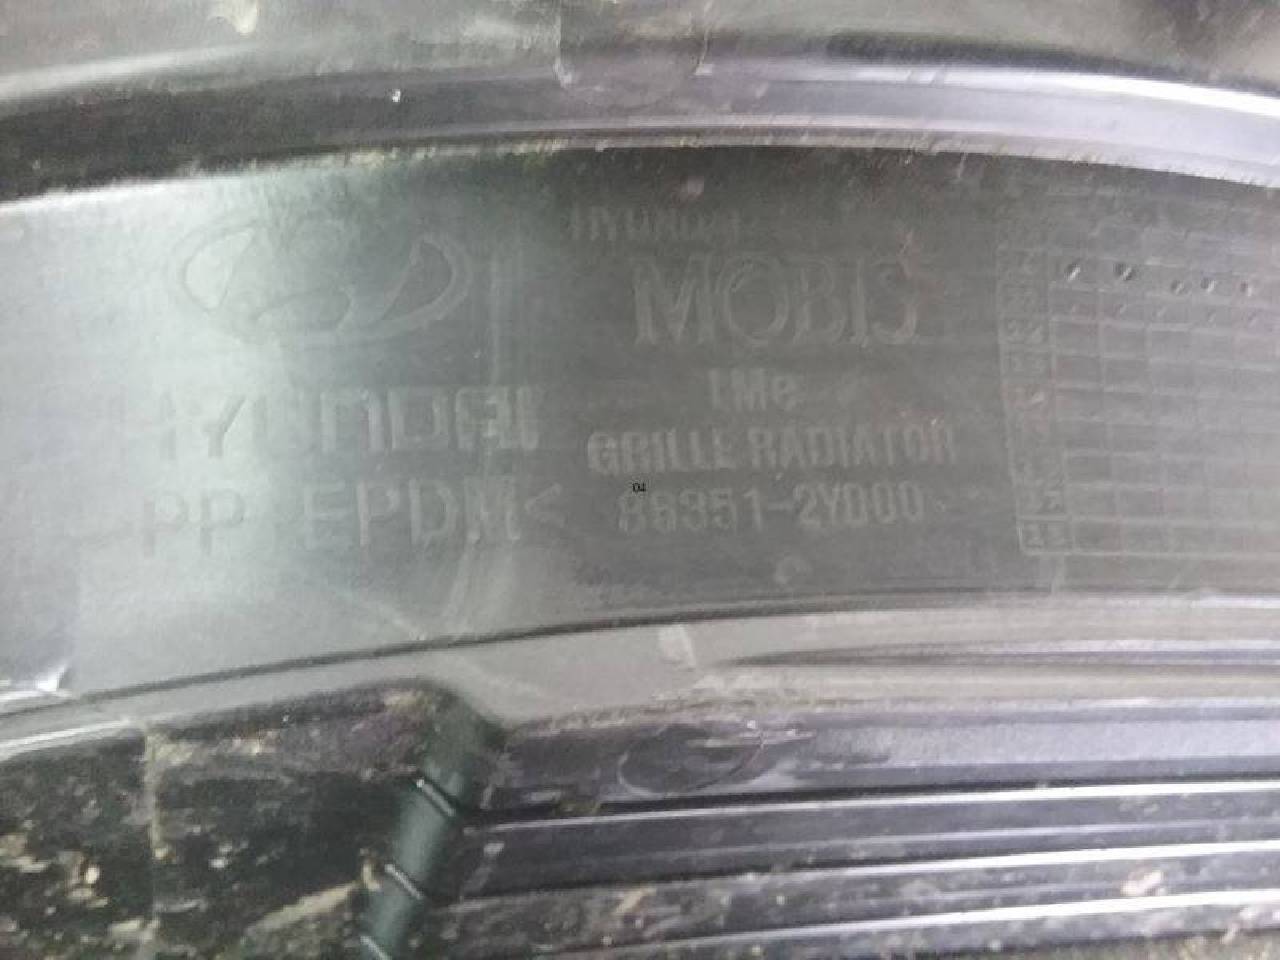 HYUNDAI
>PP+EPDM<
HYUNDAI
MOBIS
LMe
GRILLE RADIATOR
86351-2Y000
04